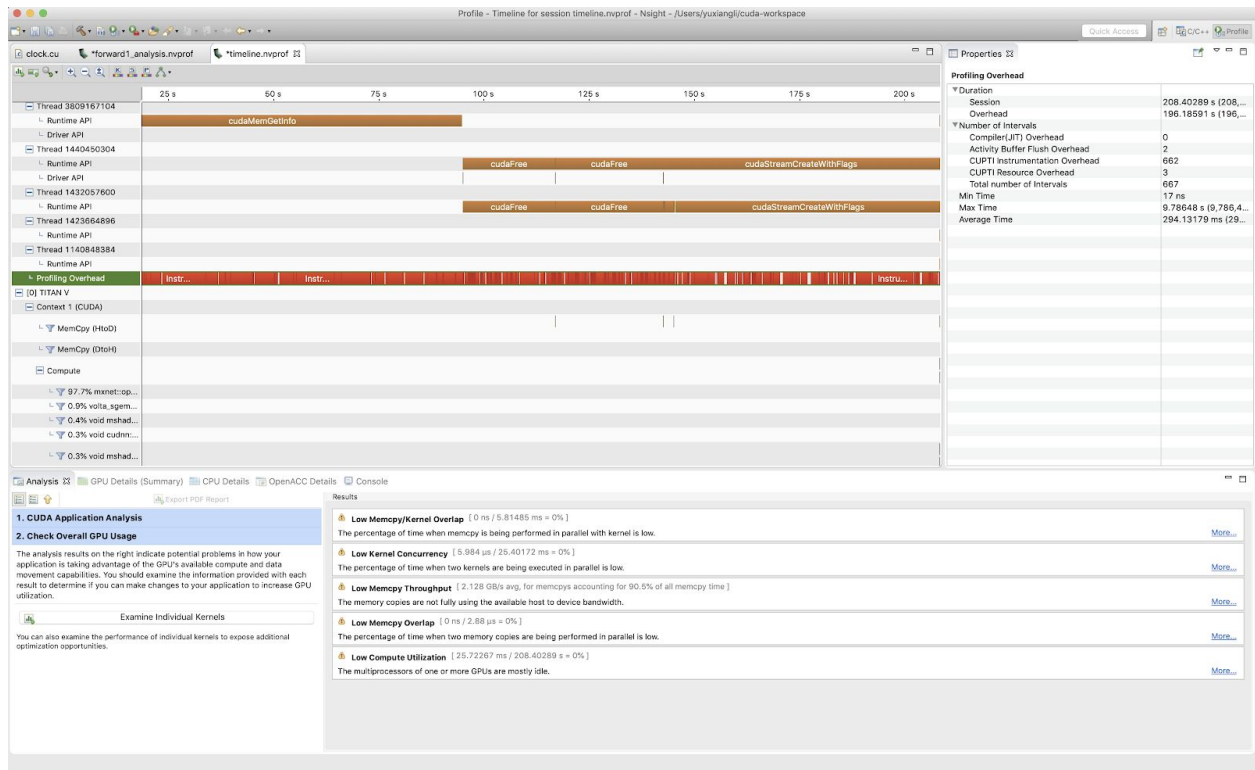 Profile - Timeline for session timeline.nvprof - Nsight - /Users/yuxiangli/cuda-workspace
Quick Access
C/C++
Profile
clock.cu
*forward1_analysis.nvprof
*timeline.nvprof
25 s 50 s 75 s 100 s 125 s 150 s 175 s 200 s
Thread 3809167104
Runtime API
cudaMemGetInfo
Driver API
Thread 1440450304
Runtime API
cudaFree cudaFree cudaStreamCreateWithFlags
Driver API
Thread 1432057600
Runtime API
cudaFree cudaFree cudaStreamCreateWithFlags
Thread 1423664896
Runtime API
Thread 1140848384
Runtime API
Profiling Overhead
Instr... Instr... Instru...
[0] TITAN V
Context 1 (CUDA)
MemCpy (HtoD)
MemCpy (DtoH)
Compute
97.7% mxnet::op...
0.9% volta_sgem...
0.4% void mshad...
0.3% void cudnn:...
0.3% void mshad...
Properties
Profiling Overhead
Duration
Session 208.40289 s (208,...
Overhead 196.18591 s (196,...
Number of Intervals
Compiler(JIT) Overhead 0
Activity Buffer Flush Overhead 2
CUPTI Instrumentation Overhead 662
CUPTI Resource Overhead 3
Total number of Intervals 667
Min Time 17 ns
Max Time 9.78648 s (9,786,4...
Average Time 294.13179 ms (29...
Analysis
GPU Details (Summary)
CPU Details
OpenACC Details
Console
Export PDF Report
1. CUDA Application Analysis
2. Check Overall GPU Usage
The analysis results on the right indicate potential problems in how your
application is taking advantage of the GPU's available compute and data
movement capabilities. You should examine the information provided with each
result to determine if you can make changes to your application to increase GPU
utilization.
Examine Individual Kernels
You can also examine the performance of individual kernels to expose additional
optimization opportunities.
Results
Low Memcpy/Kernel Overlap [ 0 ns / 5.81485 ms = 0% ]
The percentage of time when memcpy is being performed in parallel with kernel is low.
More...
Low Kernel Concurrency [ 5.984 µs / 25.40172 ms = 0% ]
The percentage of time when two kernels are being executed in parallel is low.
More...
Low Memcpy Throughput [ 2.128 GB/s avg, for memcpys accounting for 90.5% of all memcpy time ]
The memory copies are not fully using the available host to device bandwidth.
More...
Low Memcpy Overlap [ 0 ns / 2.88 µs = 0% ]
The percentage of time when two memory copies are being performed in parallel is low.
More...
Low Compute Utilization [ 25.72267 ms / 208.40289 s = 0% ]
The multiprocessors of one or more GPUs are mostly idle.
More...